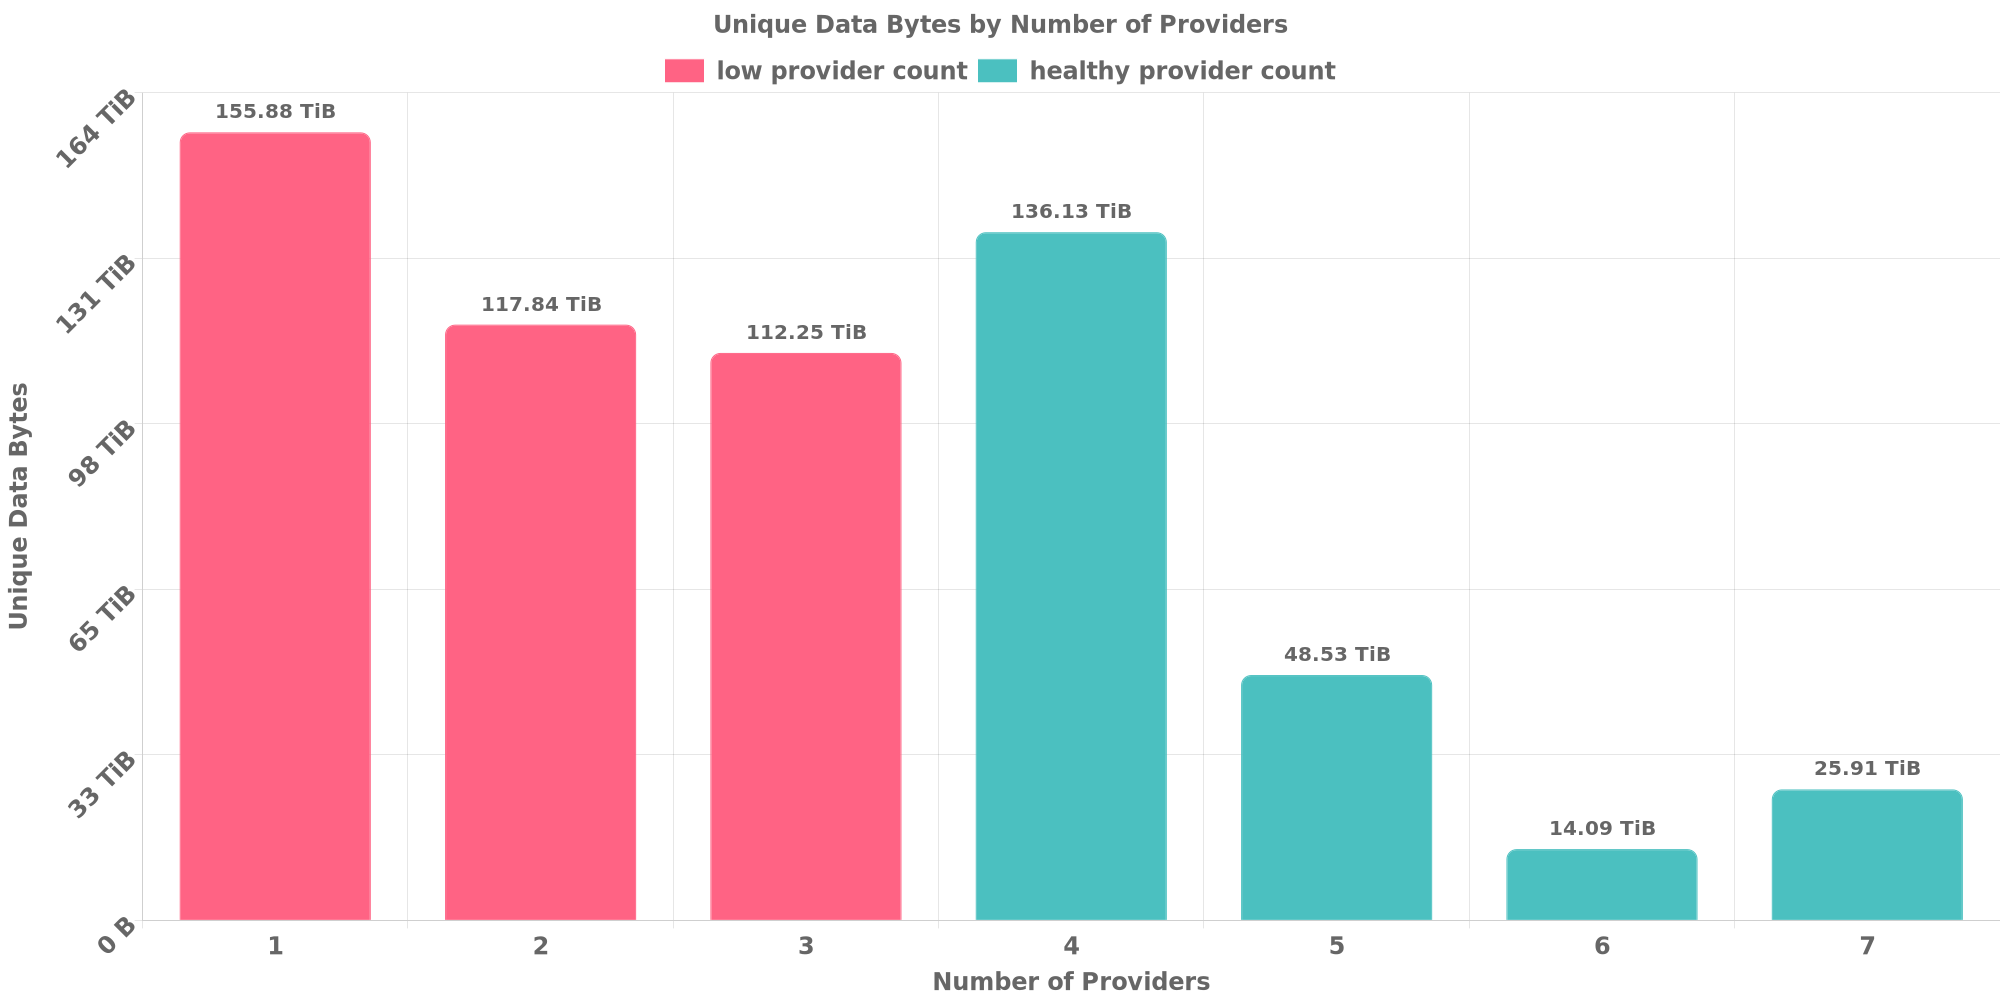 Unique Data Bytes by Number of Providers
low provider count healthy provider count
164 TiB
131 TiB
98 TiB
65 TiB
33 TiB
0 B
Unique Data Bytes
155.88 TiB
117.84 TiB
112.25 TiB
136.13 TiB
48.53 TiB
14.09 TiB
25.91 TiB
1 2 3 4 5 6 7
Number of Providers